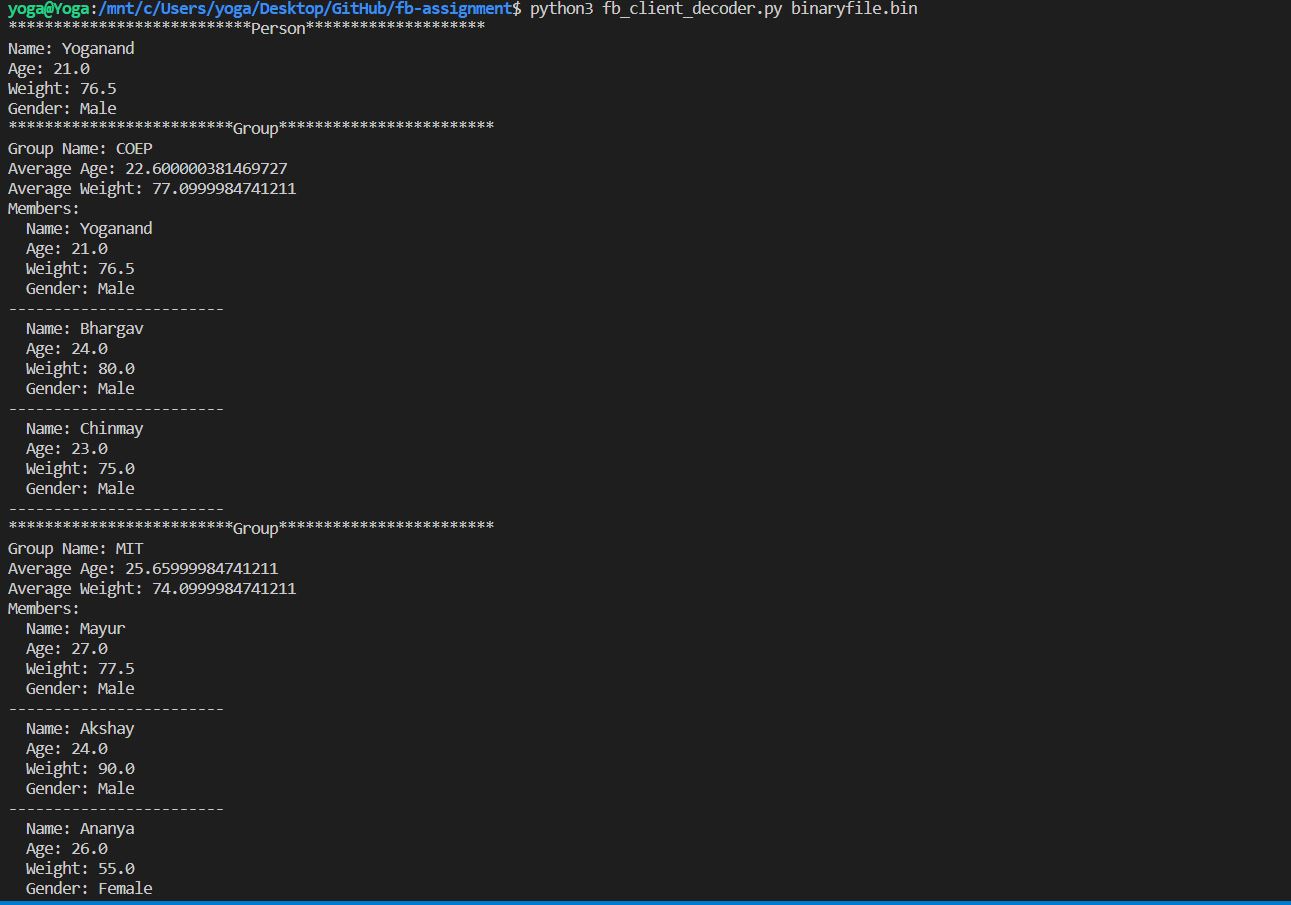 yoga@Yoga:/mnt/c/Users/yoga/Desktop/GitHub/fb-assignment$ python3 fb_client_decoder.py binaryfile.bin
***************************Person********************
Name: Yoganand
Age: 21.0
Weight: 76.5
Gender: Male
*************************Group************************
Group Name: COEP
Average Age: 22.600000381469727
Average Weight: 77.0999984741211
Members:
  Name: Yoganand
  Age: 21.0
  Weight: 76.5
  Gender: Male
------------------------
  Name: Bhargav
  Age: 24.0
  Weight: 80.0
  Gender: Male
------------------------
  Name: Chinmay
  Age: 23.0
  Weight: 75.0
  Gender: Male
------------------------
*************************Group************************
Group Name: MIT
Average Age: 25.65999984741211
Average Weight: 74.0999984741211
Members:
  Name: Mayur
  Age: 27.0
  Weight: 77.5
  Gender: Male
------------------------
  Name: Akshay
  Age: 24.0
  Weight: 90.0
  Gender: Male
------------------------
  Name: Ananya
  Age: 26.0
  Weight: 55.0
  Gender: Female